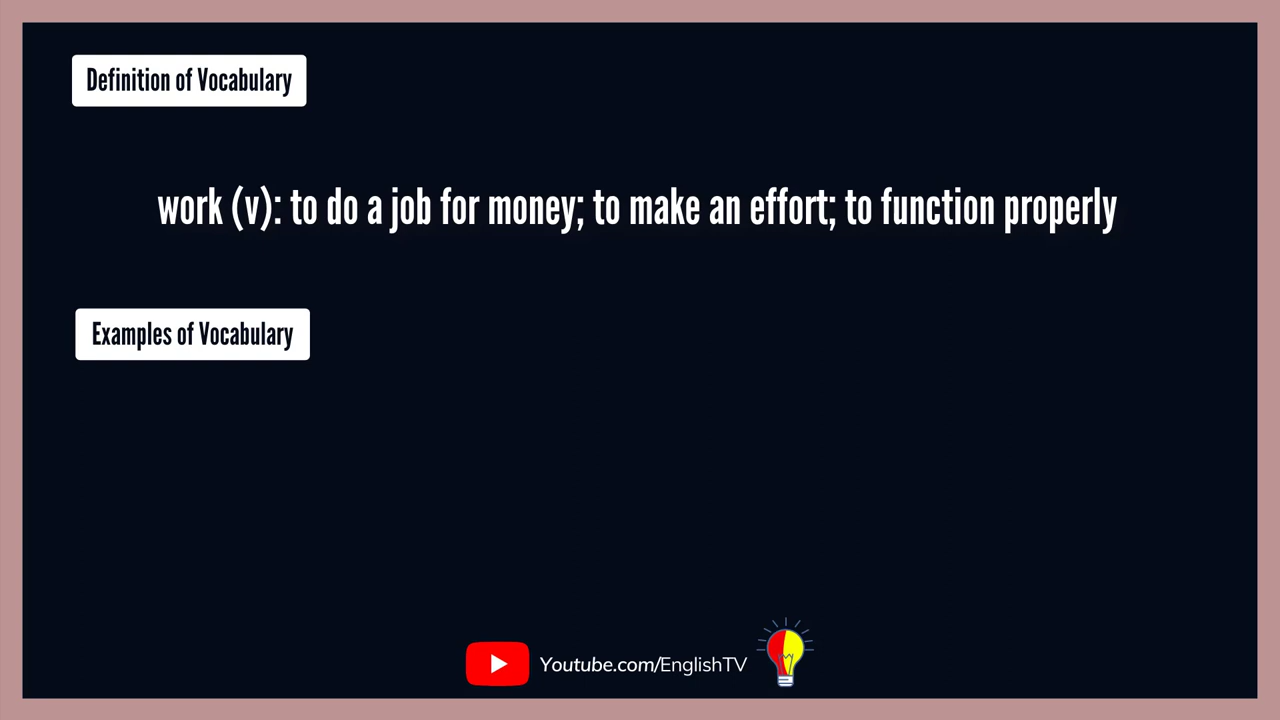 Definition of Vocabulary
work (v): to do a job for money; to make an effort; to function properly
Examples of Vocabulary
Youtube.com/EnglishTV